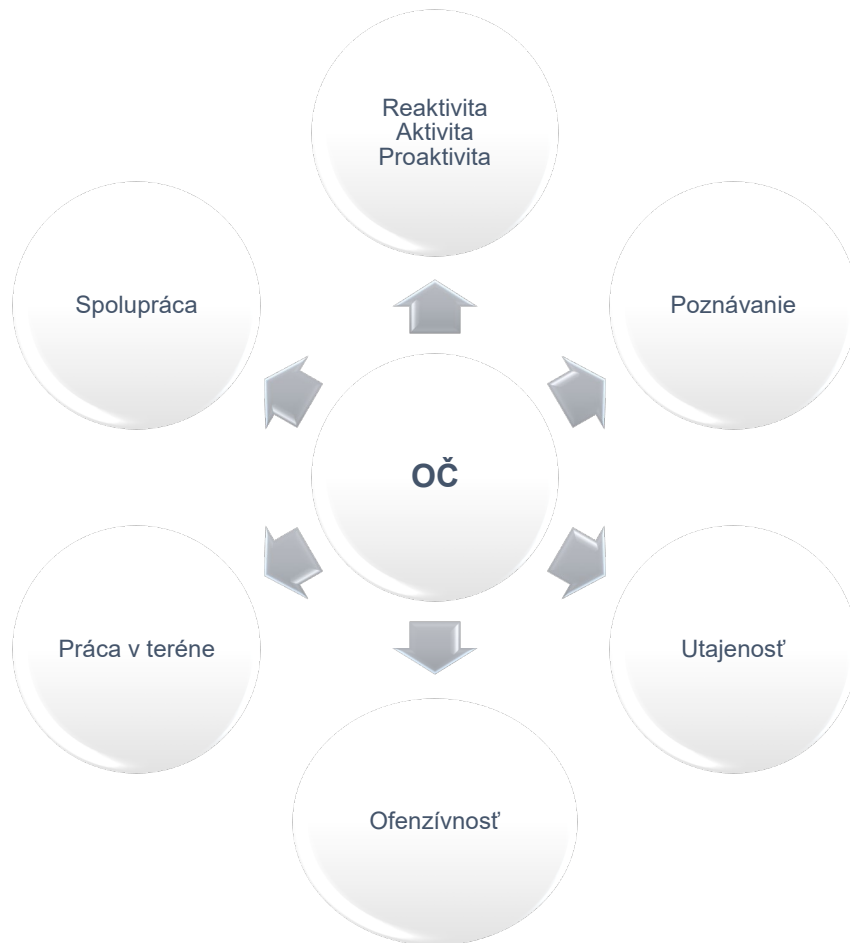 Reaktivita
Aktivita
Proaktivita
Spolupráca
Poznávanie
OČ
Práca v teréne
Utajenosť
Ofenzívnosť